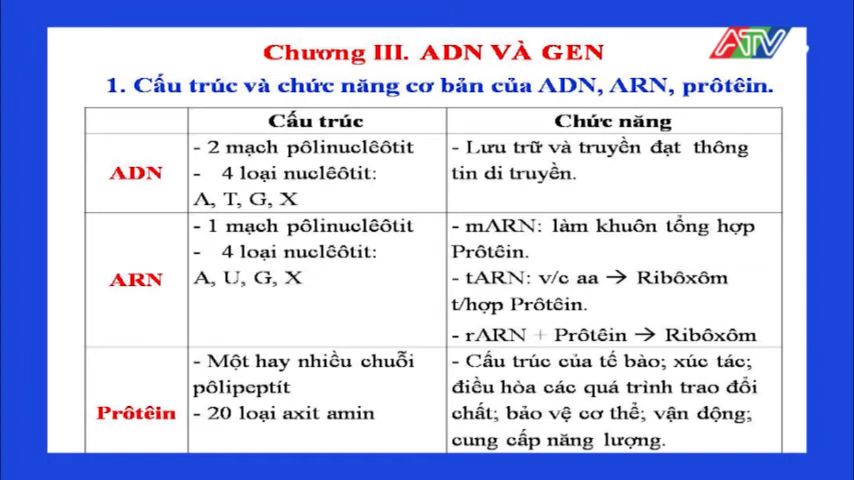 Chương III. ADN VÀ GEN
ATV
1. Cấu trúc và chức năng cơ bản của ADN, ARN, prôtêin.
Cấu trúc
Chức năng
ADN
- 2 mạch pôlinuclêôtit
- 4 loại nuclêôtit:
A, T, G, X
- Lưu trữ và truyền đạt thông
tin di truyền.
ARN
- 1 mạch pôlinuclêôtit
- 4 loại nuclêôtit:
A, U, G, X
- mARN: làm khuôn tổng hợp
Prôtêin.
- tARN: v/c aa → Ribôxôm
t/hợp Prôtêin.
- rARN + Prôtêin → Ribôxôm
Prôtêin
- Một hay nhiều chuỗi
pôlipeptít
- 20 loại axit amin
- Cấu trúc của tế bào; xúc tác;
điều hòa các quá trình trao đổi
chất; bảo vệ cơ thể; vận động;
cung cấp năng lượng.